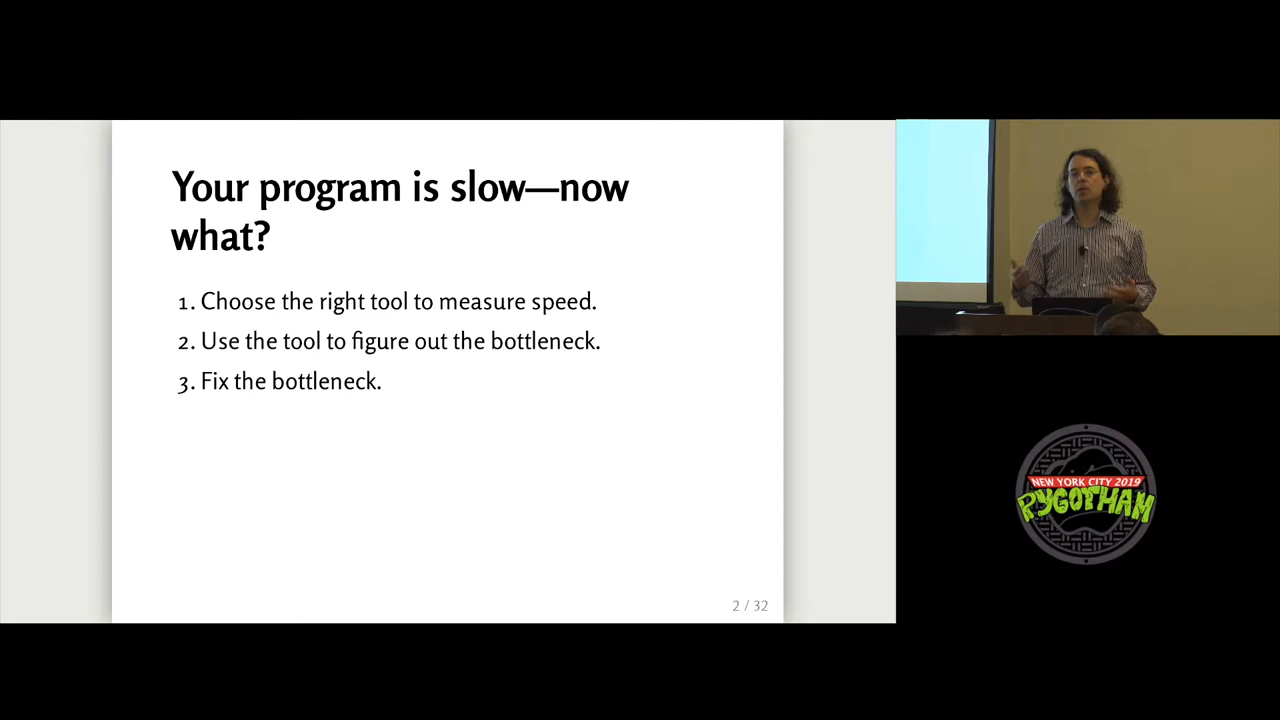 Your program is slow—now
what?
1. Choose the right tool to measure speed.
2. Use the tool to figure out the bottleneck.
3. Fix the bottleneck.
2 / 32
NEW YORK CITY 2019
PYGOTHAM